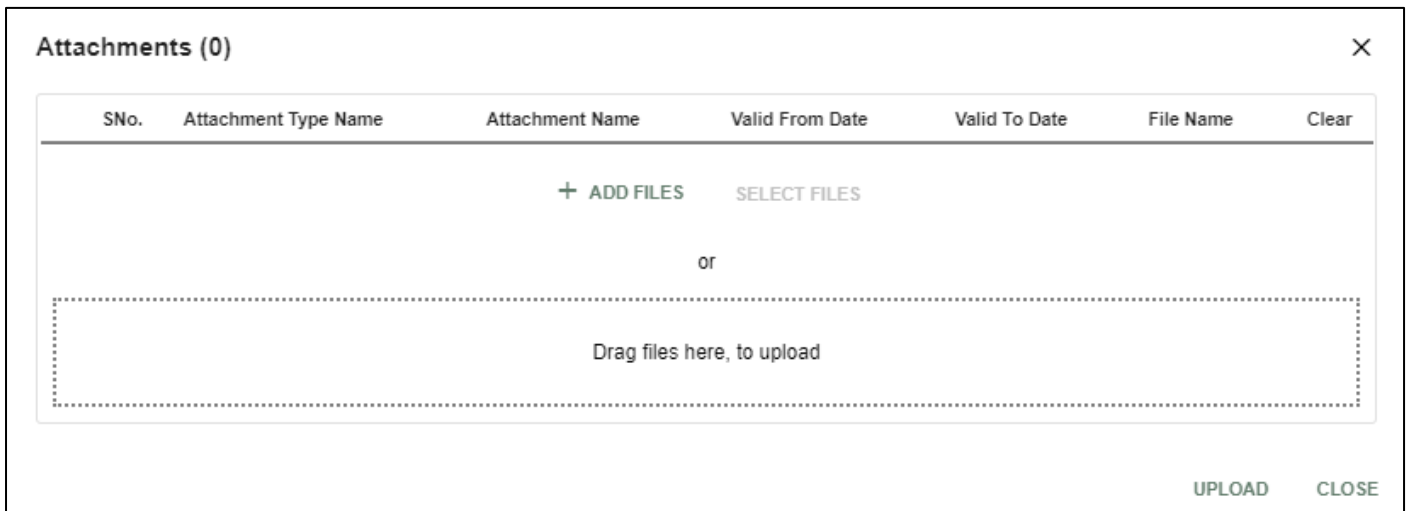 Attachments (0)
SNo. Attachment Type Name Attachment Name Valid From Date Valid To Date File Name Clear
+ ADD FILES SELECT FILES
or
Drag files here, to upload
UPLOAD CLOSE